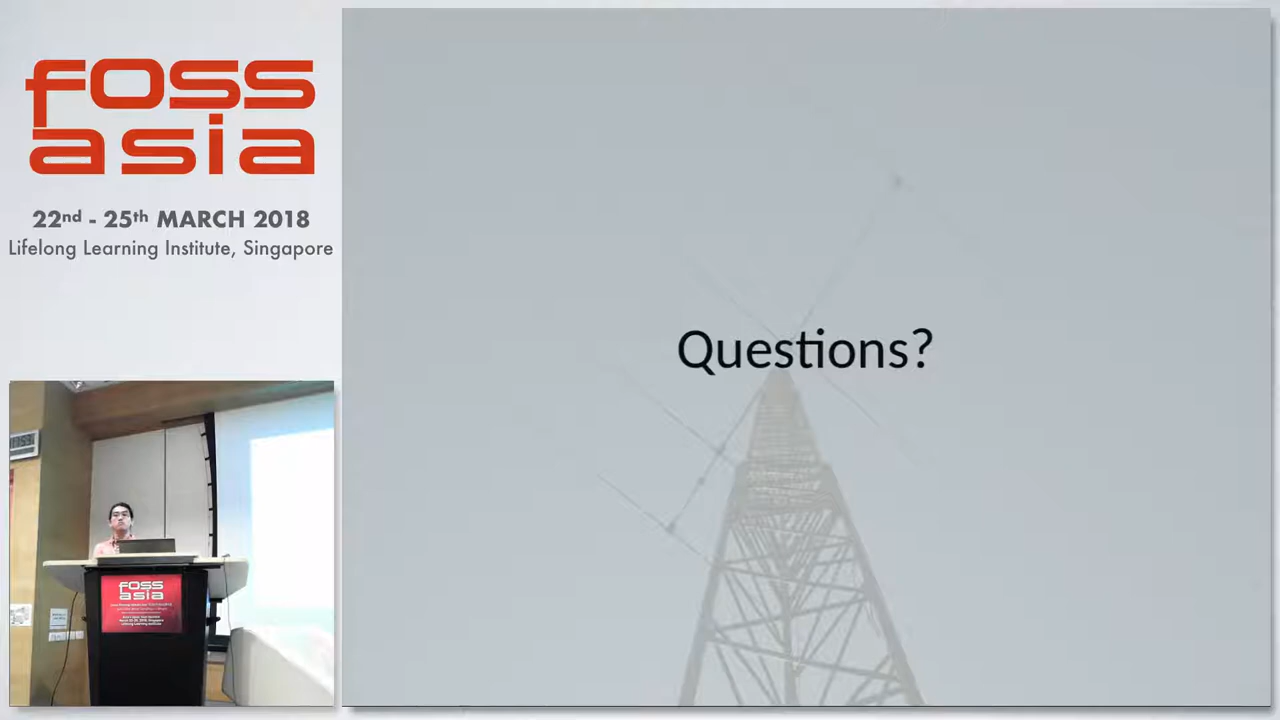 foss
asia
22nd - 25th MARCH 2018
Lifelong Learning Institute, Singapore
Questions?
foss
asia